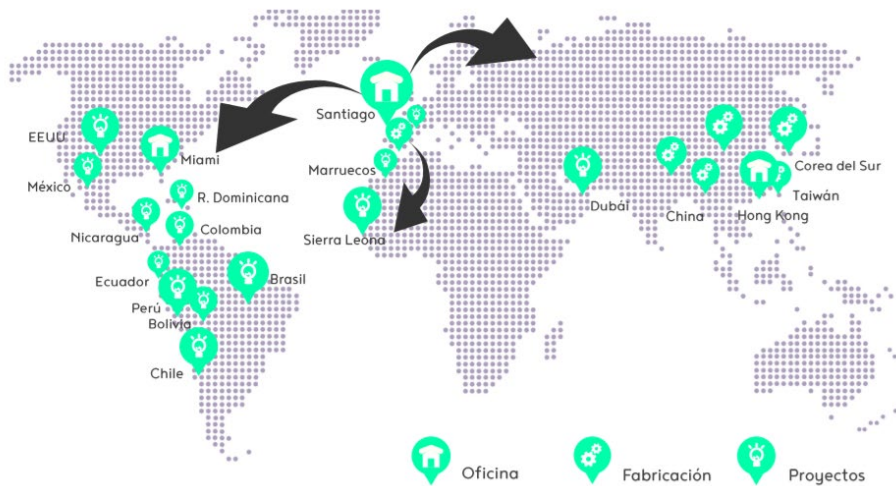 Santiago
EEUU
Miami
México
Marruecos
R. Dominicana
Nicaragua
Colombia
Sierra Leona
Dubái
China
Hong Kong
Corea del Sur
Taiwán
Ecuador
Brasil
Perú
Bolivia
Chile
Oficina
Fabricación
Proyectos